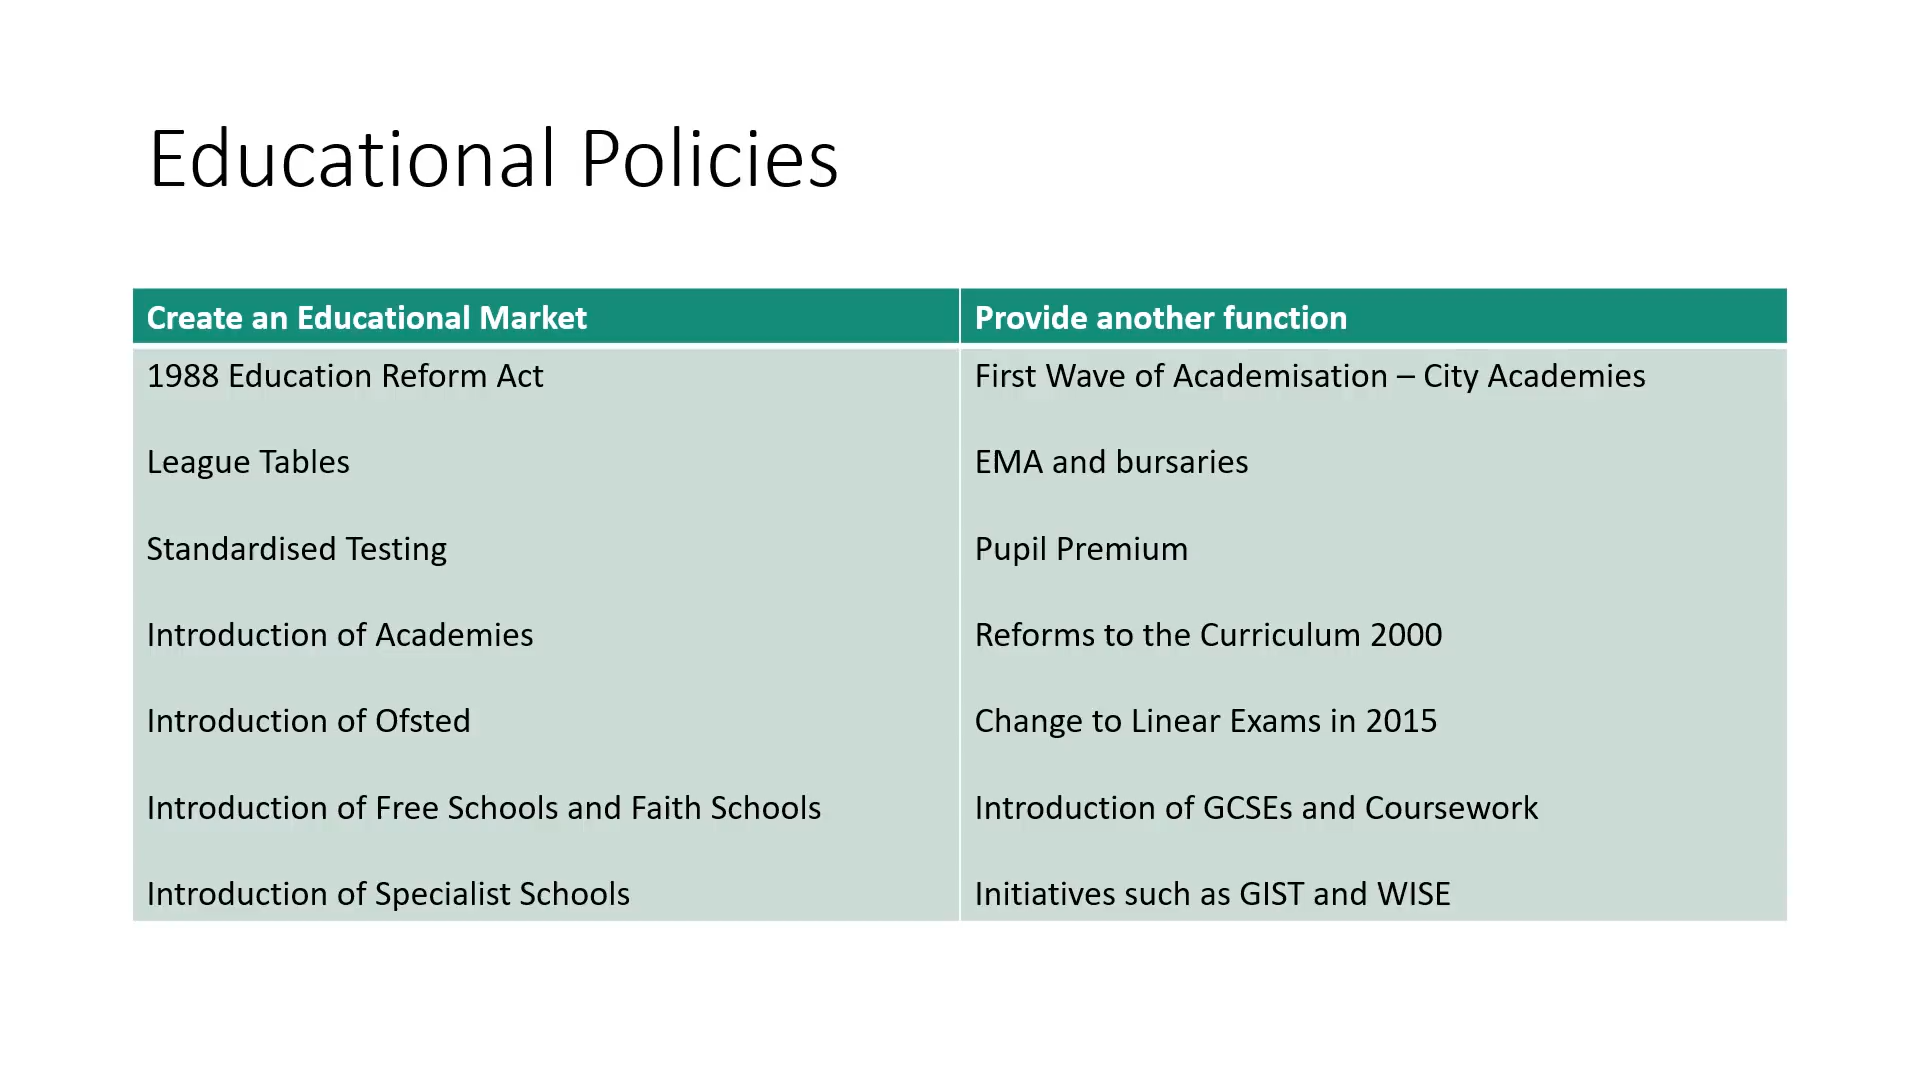 Educational Policies
Create an Educational Market
Provide another function
1988 Education Reform Act
First Wave of Academisation – City Academies
League Tables
EMA and bursaries
Standardised Testing
Pupil Premium
Introduction of Academies
Reforms to the Curriculum 2000
Introduction of Ofsted
Change to Linear Exams in 2015
Introduction of Free Schools and Faith Schools
Introduction of GCSEs and Coursework
Introduction of Specialist Schools
Initiatives such as GIST and WISE